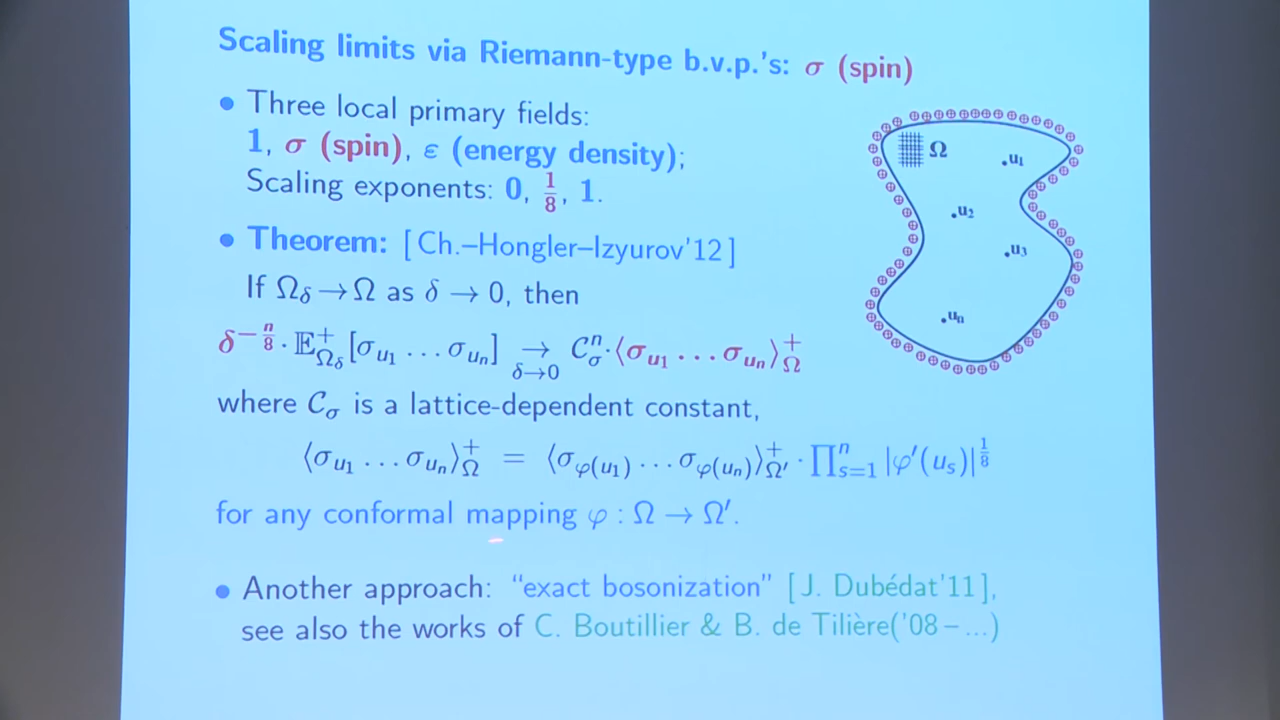 Scaling limits via Riemann-type b.v.p.'s: σ (spin)
• Three local primary fields:
1, σ (spin), ε (energy density);
Scaling exponents: 0, 1/8, 1.
• Theorem: [Ch.–Hongler–Izyurov'12]
If Ω_δ → Ω as δ → 0, then
δ^{−n/8} · 𝔼^+_{Ω_δ}[σ_{u_1} … σ_{u_n}] →_{δ→0} 𝒞_σ^n · ⟨σ_{u_1} … σ_{u_n}⟩^+_Ω
where 𝒞_σ is a lattice-dependent constant,
⟨σ_{u_1} … σ_{u_n}⟩^+_Ω = ⟨σ_{φ(u_1)} … σ_{φ(u_n)}⟩^+_{Ω′} · ∏^n_{s=1} |φ′(u_s)|^{1/8}
for any conformal mapping φ : Ω → Ω′.
• Another approach: “exact bosonization” [J. Dubédat'11],
see also the works of C. Boutillier & B. de Tilière('08–…)
Ω
u_1
u_2
u_3
u_n